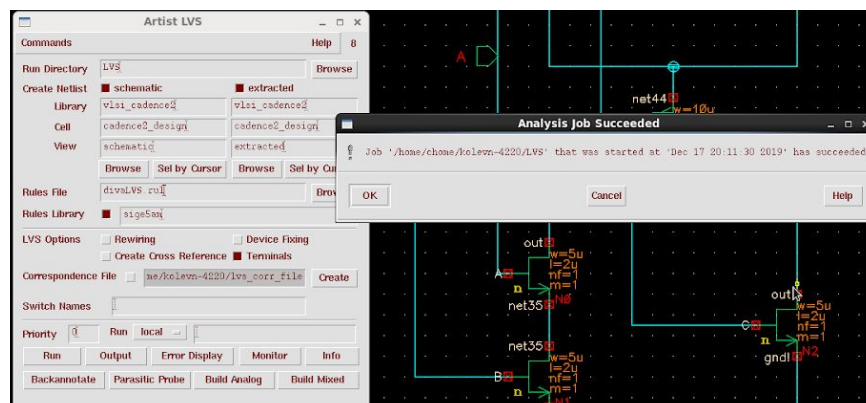 Artist LVS
Commands Help 8
Run Directory LVS Browse
Create Netlist schematic extracted
Library vlsi_cadence2 vlsi_cadence2
Cell cadence2_design cadence2_design
View schematic extracted
Browse Sel by Cursor Browse Sel by Cu
Rules File divaLVS.rul Brow
Rules Library sige5am
LVS Options Rewiring Device Fixing
Create Cross Reference Terminals
Correspondence File me/kolevn-4220/lvs_corr_file Create
Switch Names
Priority 0 Run local
Run Output Error Display Monitor Info
Backannotate Parasitic Probe Build Analog Build Mixed
A
net44
w=10u
Analysis Job Succeeded
Job '/home/chome/kolevn-4220/LVS' that was started at 'Dec 17 20:11:30 2019' has succeeded
OK Cancel Help
out
w=5u
l=2u
A
nf=1
n
m=1
net35
N0
net35
w=5u
l=2u
B
nf=1
n
m=1
N1
out
w=5u
l=2u
C
nf=1
n
m=1
gnd!
N2